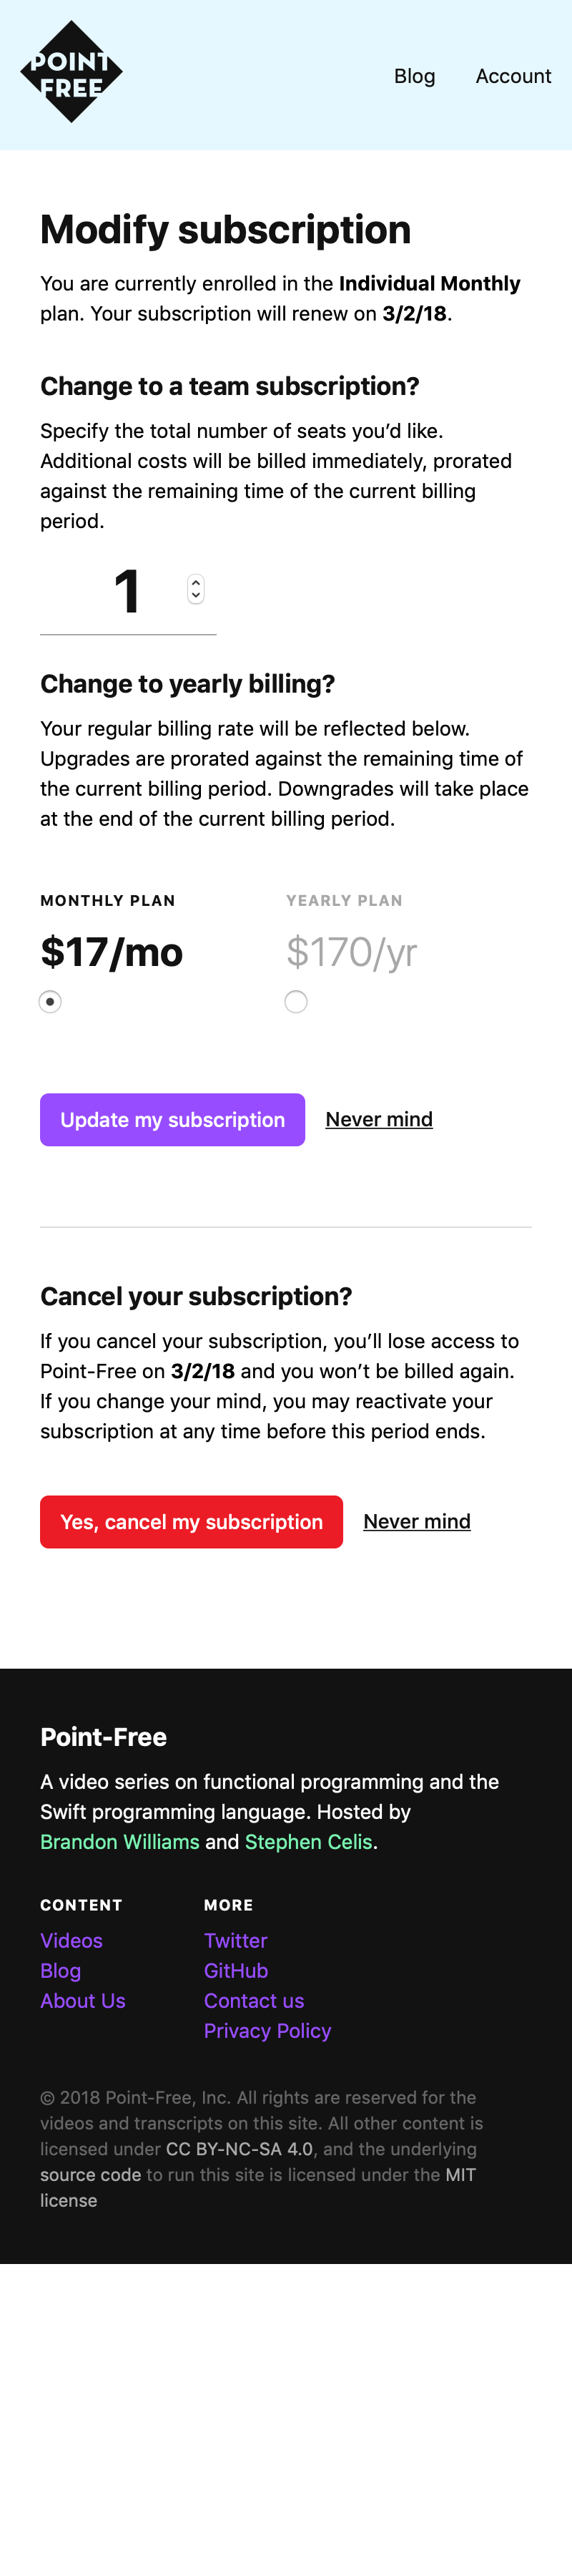 POINT
FREE
Blog Account
Modify subscription
You are currently enrolled in the Individual Monthly
plan. Your subscription will renew on 3/2/18.
Change to a team subscription?
Specify the total number of seats you’d like.
Additional costs will be billed immediately, prorated
against the remaining time of the current billing
period.
1
Change to yearly billing?
Your regular billing rate will be reflected below.
Upgrades are prorated against the remaining time of
the current billing period. Downgrades will take place
at the end of the current billing period.
MONTHLY PLAN YEARLY PLAN
$17/mo $170/yr
Update my subscription Never mind
Cancel your subscription?
If you cancel your subscription, you’ll lose access to
Point-Free on 3/2/18 and you won’t be billed again.
If you change your mind, you may reactivate your
subscription at any time before this period ends.
Yes, cancel my subscription Never mind
Point-Free
A video series on functional programming and the
Swift programming language. Hosted by
Brandon Williams and Stephen Celis.
CONTENT MORE
Videos Twitter
Blog GitHub
About Us Contact us
Privacy Policy
© 2018 Point-Free, Inc. All rights are reserved for the
videos and transcripts on this site. All other content is
licensed under CC BY-NC-SA 4.0, and the underlying
source code to run this site is licensed under the MIT
license